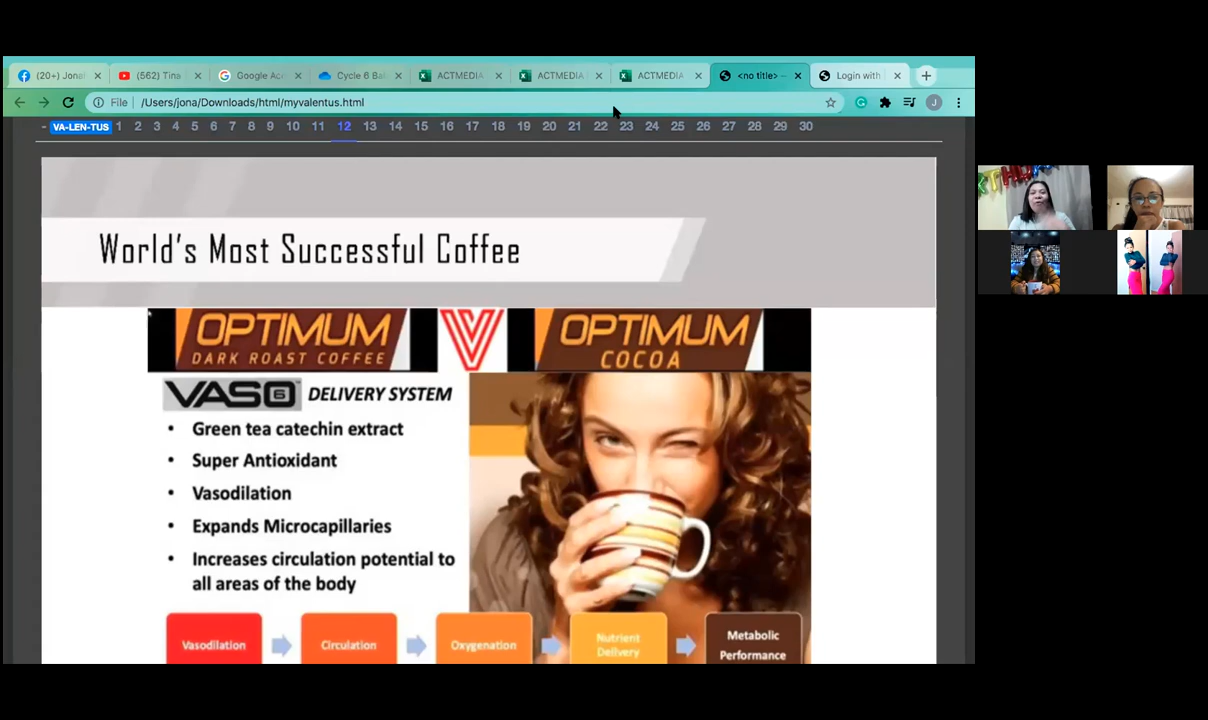 (20+) Jona
(562) Tina
Google Ac
Cycle 6 Ba
ACTMEDIA
ACTMEDIA
ACTMEDIA
<no title> —
Login with
File /Users/jona/Downloads/html/myvalentus.html
J
- VA-LEN-TUS 1 2 3 4 5 6 7 8 9 10 11 12 13 14 15 16 17 18 19 20 21 22 23 24 25 26 27 28 29 30
World's Most Successful Coffee
OPTIMUM
DARK ROAST COFFEE
V
OPTIMUM
COCOA
VASO 6 DELIVERY SYSTEM
• Green tea catechin extract
• Super Antioxidant
• Vasodilation
• Expands Microcapillaries
• Increases circulation potential to
all areas of the body
Vasodilation
Circulation
Oxygenation
Nutrient
Delivery
Metabolic
Performance